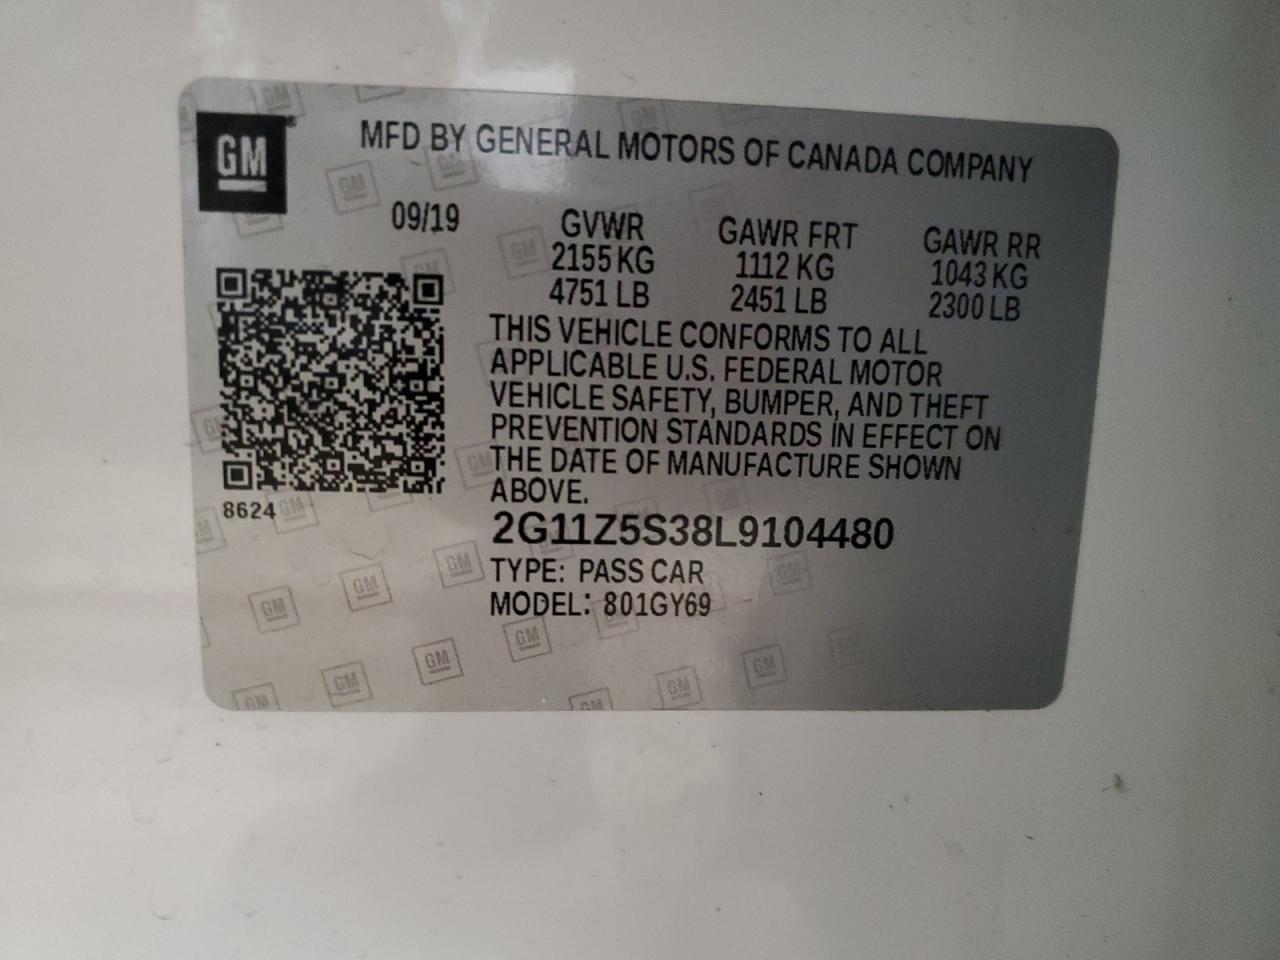 GM
MFD BY GENERAL MOTORS OF CANADA COMPANY
09/19
GVWR GAWR FRT GAWR RR
2155 KG 1112 KG 1043 KG
4751 LB 2451 LB 2300 LB
THIS VEHICLE CONFORMS TO ALL
APPLICABLE U.S. FEDERAL MOTOR
VEHICLE SAFETY, BUMPER, AND THEFT
PREVENTION STANDARDS IN EFFECT ON
THE DATE OF MANUFACTURE SHOWN
ABOVE.
8624
2G11Z5S38L9104480
TYPE: PASS CAR
MODEL: 801GY69